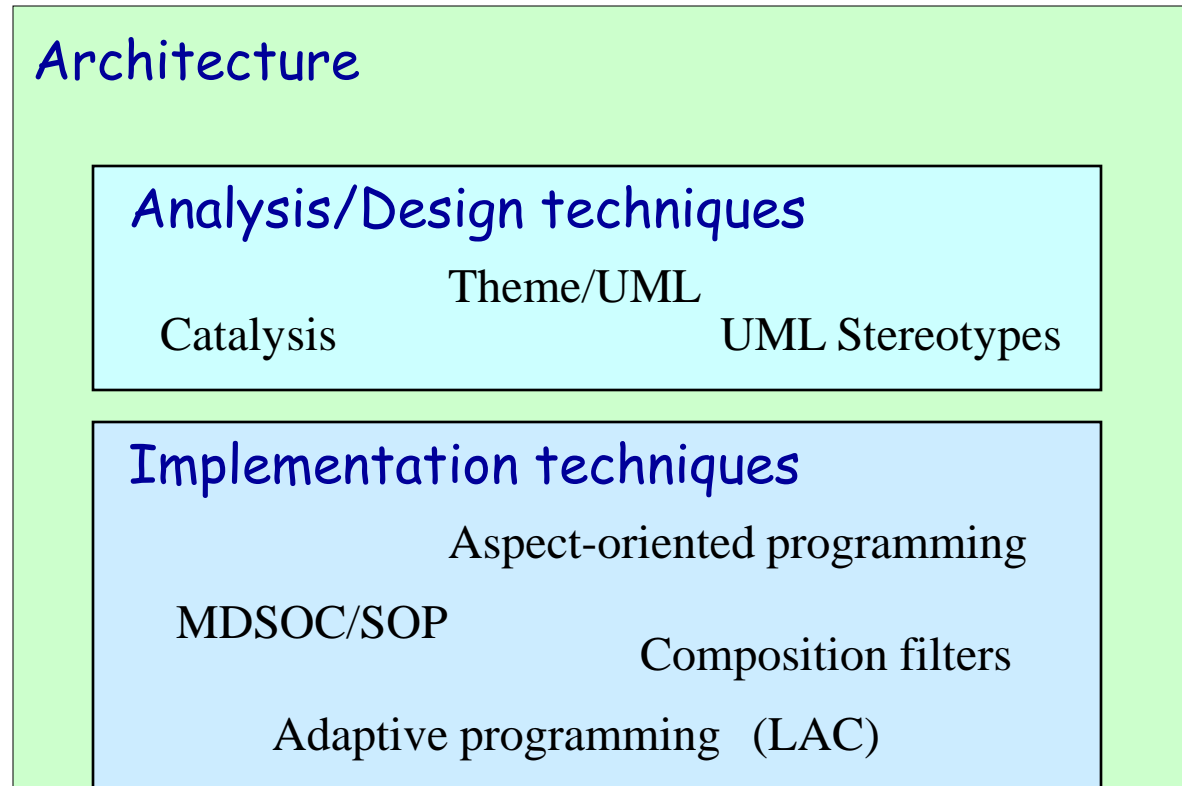 Architecture
Analysis/Design techniques
Theme/UML
Catalysis
UML Stereotypes
Implementation techniques
Aspect-oriented programming
MDSOC/SOP
Composition filters
Adaptive programming (LAC)